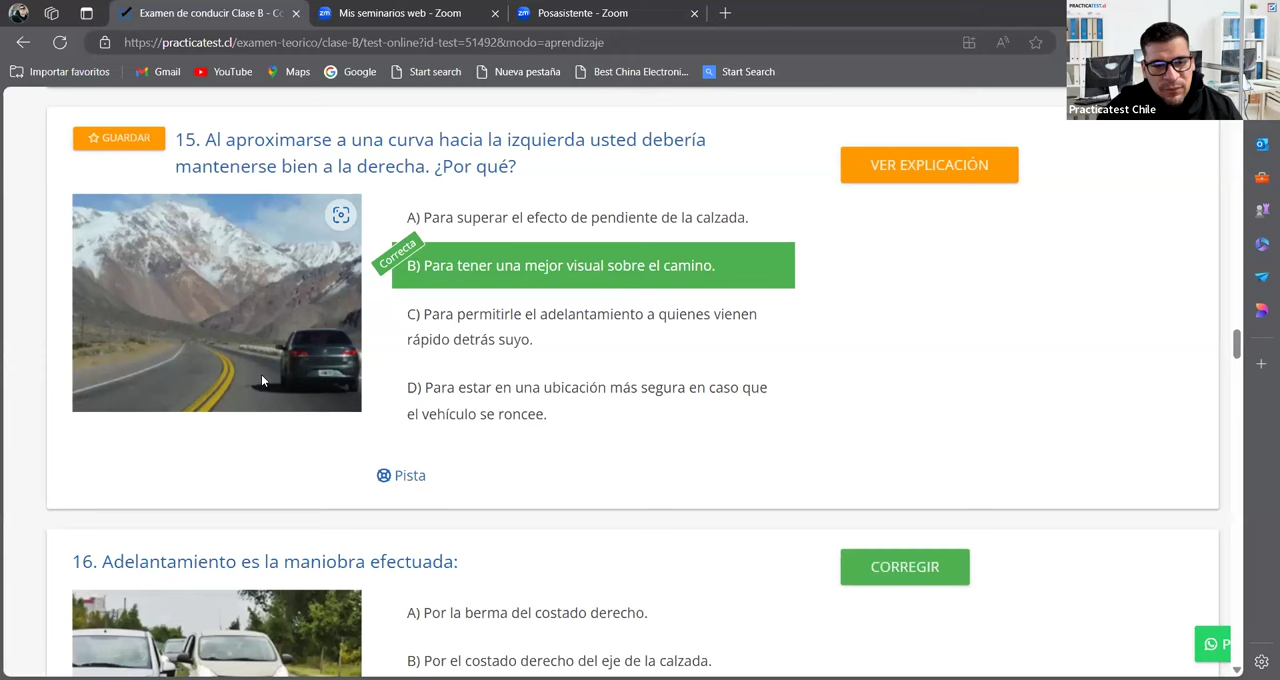 Examen de conducir Clase B - Co
Mis seminarios web - Zoom
Posasistente - Zoom
https://practicatest.cl/examen-teorico/clase-B/test-online?id-test=51492&modo=aprendizaje
Importar favoritos
Gmail
YouTube
Maps
Google
Start search
Nueva pestaña
Best China Electroni...
Start Search
PRACTICATEST.cl
Practicatest Chile
GUARDAR
15. Al aproximarse a una curva hacia la izquierda usted debería
mantenerse bien a la derecha. ¿Por qué?
VER EXPLICACIÓN
A) Para superar el efecto de pendiente de la calzada.
Correcta
B) Para tener una mejor visual sobre el camino.
C) Para permitirle el adelantamiento a quienes vienen
rápido detrás suyo.
D) Para estar en una ubicación más segura en caso que
el vehículo se roncee.
Pista
16. Adelantamiento es la maniobra efectuada:
CORREGIR
A) Por la berma del costado derecho.
B) Por el costado derecho del eje de la calzada.
P